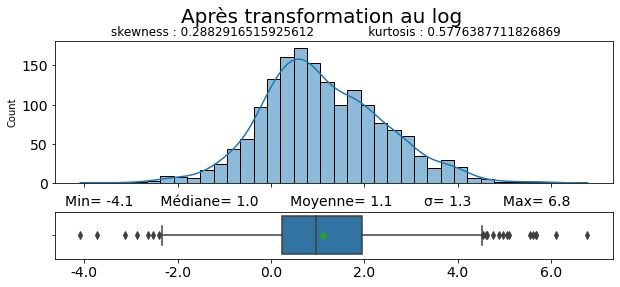 Après transformation au log
skewness : 0.2882916515925612 kurtosis : 0.5776387711826869
150
100
50
0
Count
Min= -4.1 Médiane= 1.0 Moyenne= 1.1 σ= 1.3 Max= 6.8
-4.0 -2.0 0.0 2.0 4.0 6.0